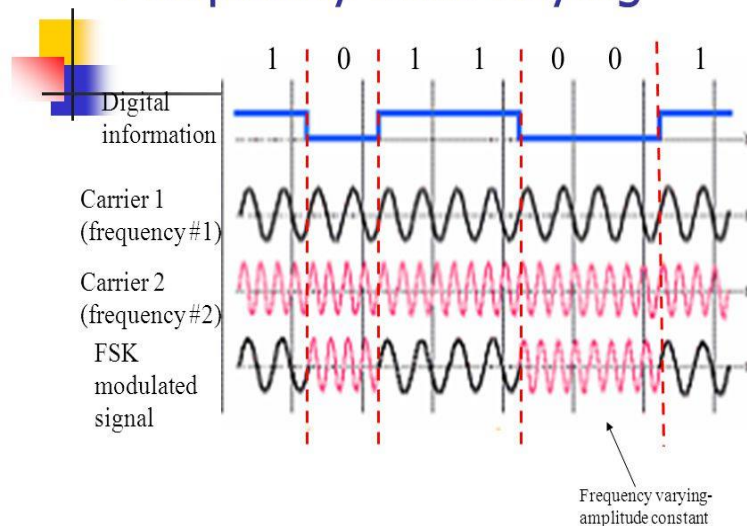 1 0 1 1 0 0 1
Digital
information
Carrier 1
(frequency #1)
Carrier 2
(frequency #2)
FSK
modulated
signal
Frequency varying-
amplitude constant